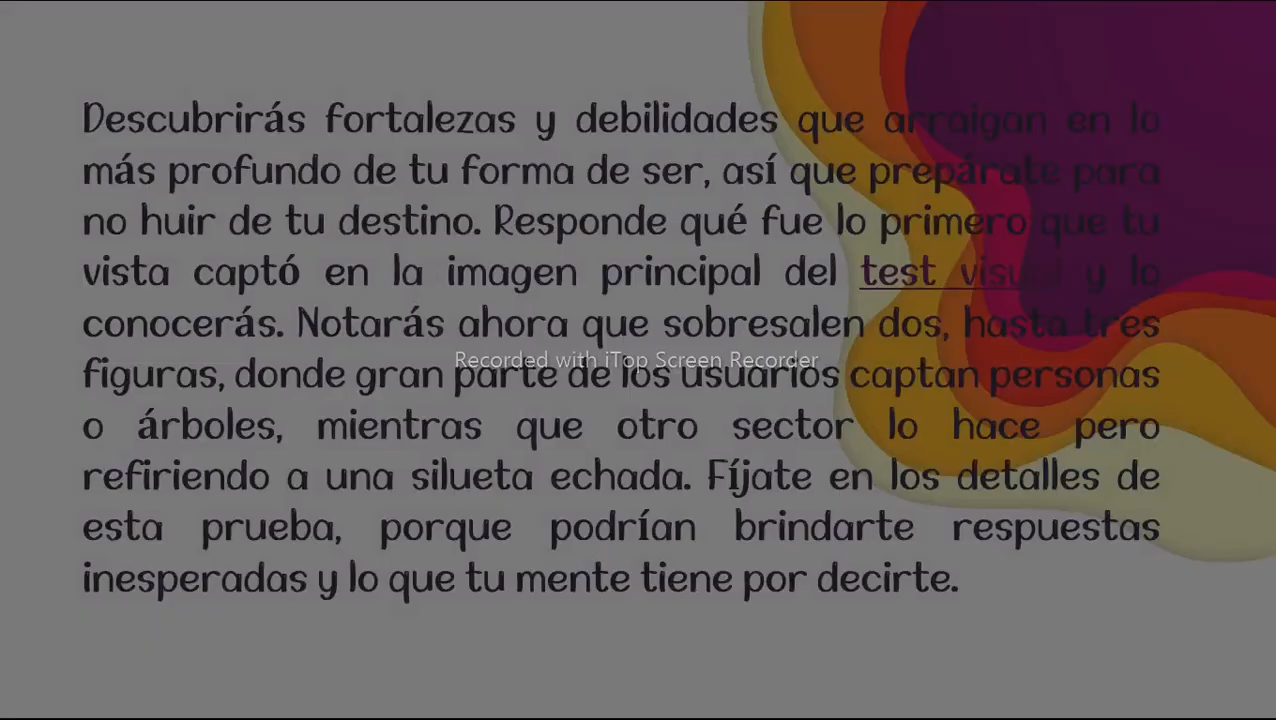 Descubrirás fortalezas y debilidades que arraigan en lo
más profundo de tu forma de ser, así que prepárate para
no huir de tu destino. Responde qué fue lo primero que tu
vista captó en la imagen principal del test visual y lo
conocerás. Notarás ahora que sobresalen dos, hasta tres
Recorded with iTop Screen Recorder
figuras, donde gran parte de los usuarios captan personas
o árboles, mientras que otro sector lo hace pero
refiriendo a una silueta echada. Fíjate en los detalles de
esta prueba, porque podrían brindarte respuestas
inesperadas y lo que tu mente tiene por decirte.